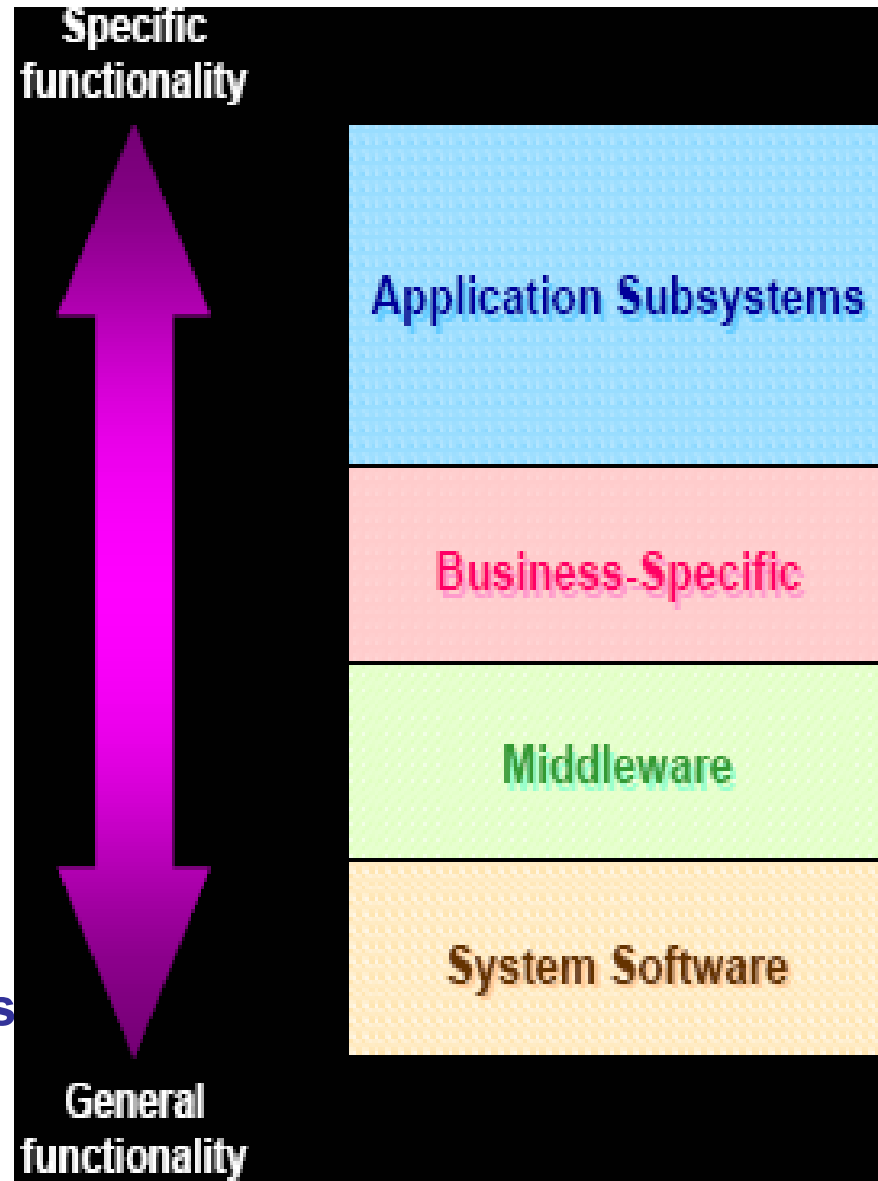 Specific
functionality
Application Subsystems
Business-Specific
Middleware
System Software
s
General
functionality